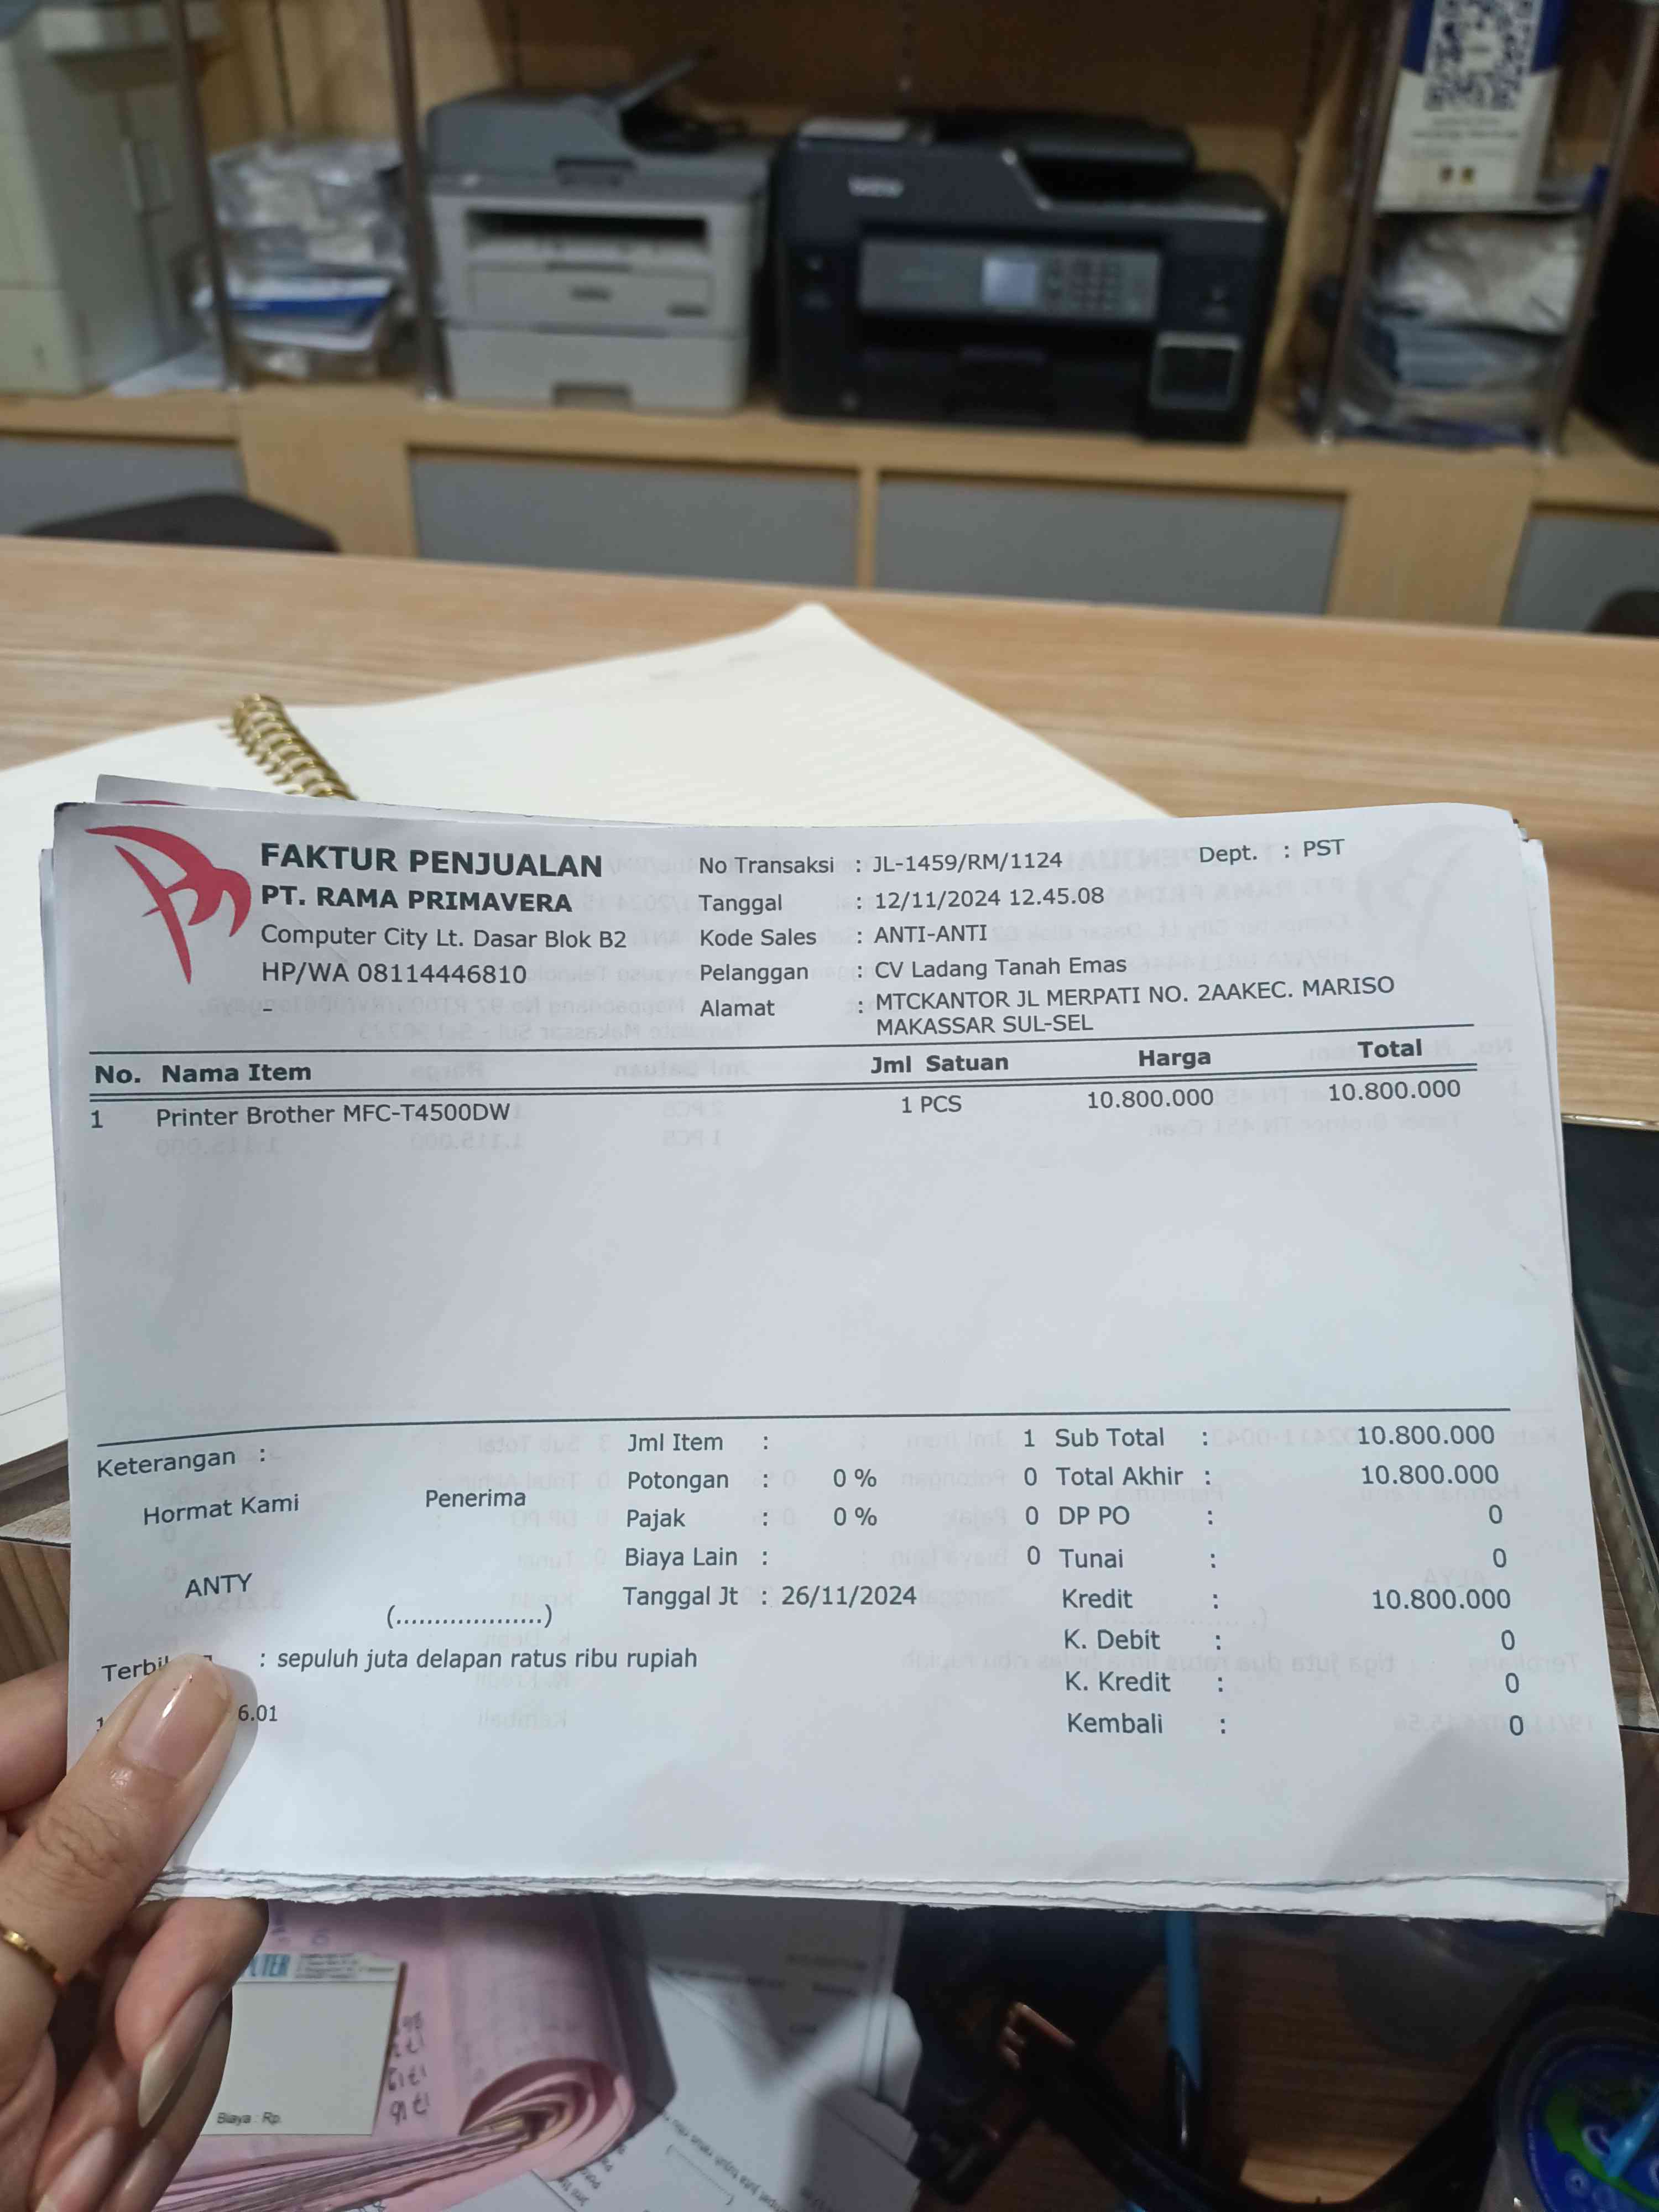 FAKTUR PENJUALAN
PT. RAMA PRIMAVERA
Computer City Lt. Dasar Blok B2
HP/WA 08114446810
-
No Transaksi : JL-1459/RM/1124
Tanggal : 12/11/2024 12.45.08
Kode Sales : ANTI-ANTI
Pelanggan : CV Ladang Tanah Emas
Alamat : MTCKANTOR JL MERPATI NO. 2AAKEC. MARISO
MAKASSAR SUL-SEL
Dept. : PST
No. Nama Item Jml Satuan Harga Total
1 Printer Brother MFC-T4500DW 1 PCS 10.800.000 10.800.000
Keterangan :
Hormat Kami
Penerima
ANTY
(...................)
Jml Item : 1
Potongan : 0 % 0
Pajak : 0 % 0
Biaya Lain : 0
Tanggal Jt : 26/11/2024
Sub Total : 10.800.000
Total Akhir : 10.800.000
DP PO : 0
Tunai : 0
Kredit : 10.800.000
K. Debit : 0
K. Kredit : 0
Kembali : 0
: sepuluh juta delapan ratus ribu rupiah
6.01
Biaya : Rp.